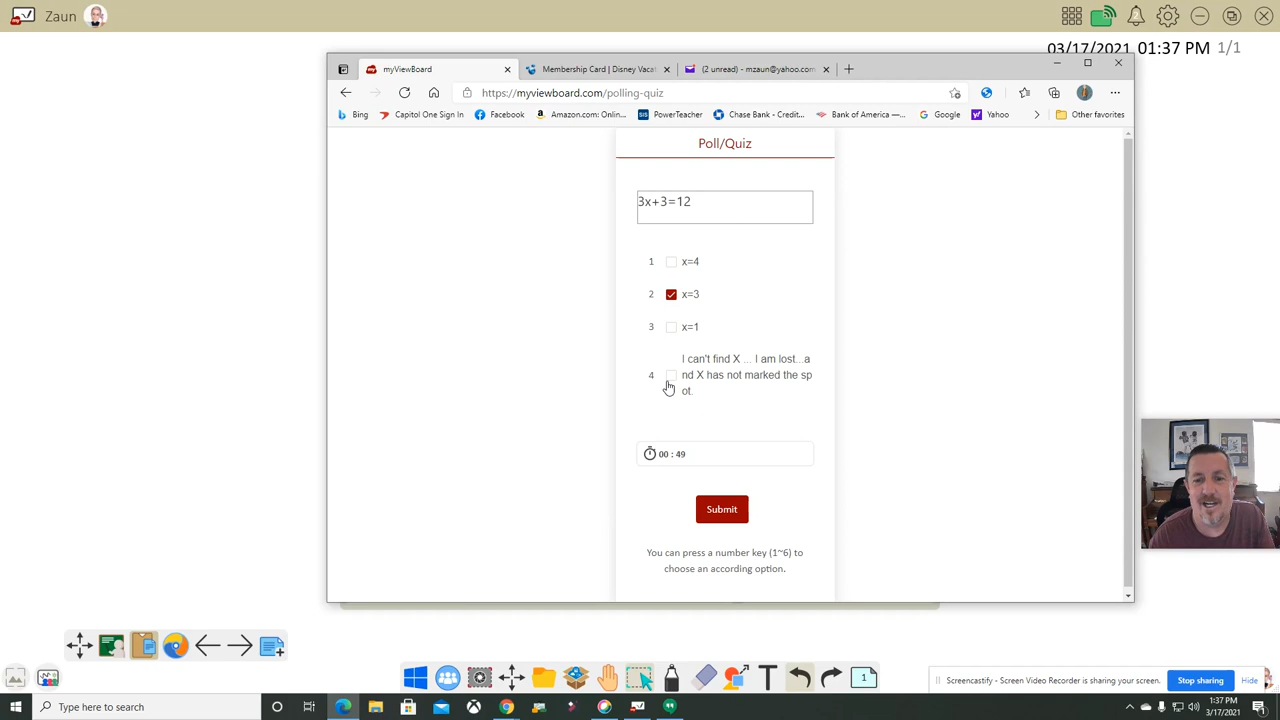 my Zaun
03/17/2021 01:37 PM 1/1
myViewBoard
Membership Card | Disney Vacat
(2 unread) - mzaun@yahoo.com
https://myviewboard.com/polling-quiz
Bing Capitol One Sign In Facebook Amazon.com: Onlin... SIS PowerTeacher Chase Bank - Credit... Bank of America —... Google Yahoo Other favorites
Poll/Quiz
3x+3=12
1 x=4
2 x=3
3 x=1
I can't find X ... I am lost...a
4 nd X has not marked the sp
ot.
00 : 49
Submit
You can press a number key (1~6) to
choose an according option.
1
Screencastify - Screen Video Recorder is sharing your screen. Stop sharing Hide
Type here to search
1:37 PM
3/17/2021